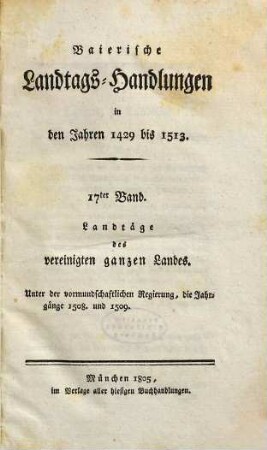 Baierische
Landtags-Handlungen
in
den Jahren 1429 bis 1513.
17ter Band.
Landtäge
des
vereinigten ganzen Landes.
Unter der vormundschaftlichen Regierung, die Jahr-
gänge 1508. und 1509.
München 1805,
im Verlage aller hiesigen Buchhandlungen.